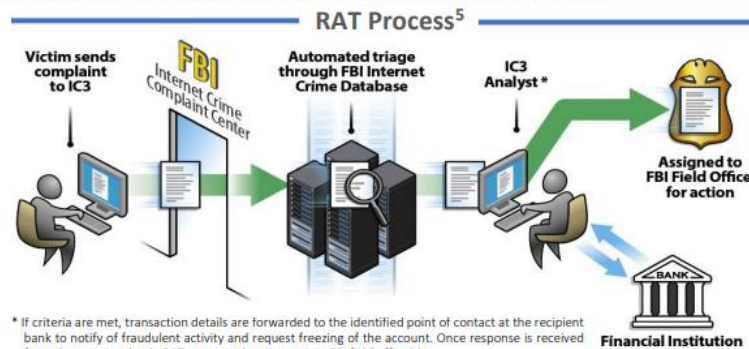 RAT Process5
Victim sends
complaint
to IC3
FBI
Internet Crime
Complaint Center
Automated triage
through FBI Internet
Crime Database
IC3
Analyst *
Assigned to
FBI Field Office
for action
BANK
Financial Institution
* If criteria are met, transaction details are forwarded to the identified point of contact at the recipient
bank to notify of fraudulent activity and request freezing of the account. Once response is received